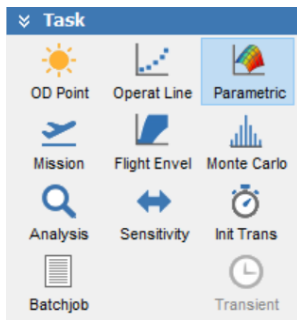 Task
OD Point Operat Line Parametric
Mission Flight Envel Monte Carlo
Analysis Sensitivity Init Trans
Batchjob Transient